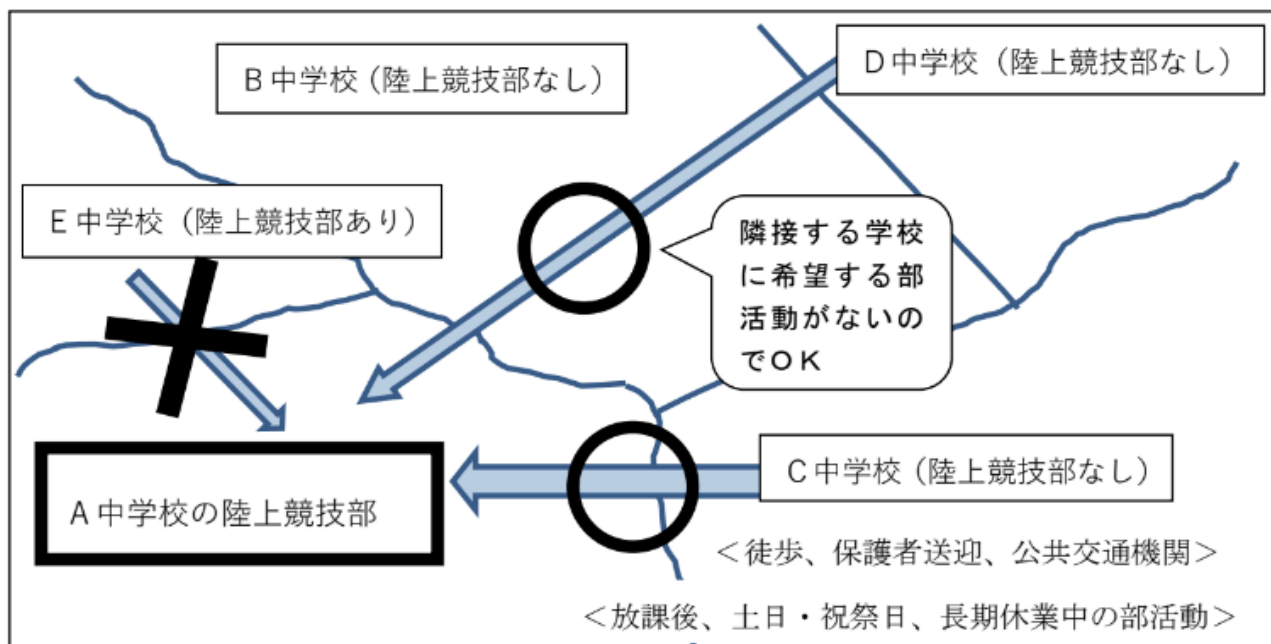 B中学校（陸上競技部なし）
D中学校（陸上競技部なし）
E中学校（陸上競技部あり）
隣接する学校
に希望する部
活動がないの
でOK
C中学校（陸上競技部なし）
A中学校の陸上競技部
＜徒歩、保護者送迎、公共交通機関＞
＜放課後、土日・祝祭日、長期休業中の部活動＞